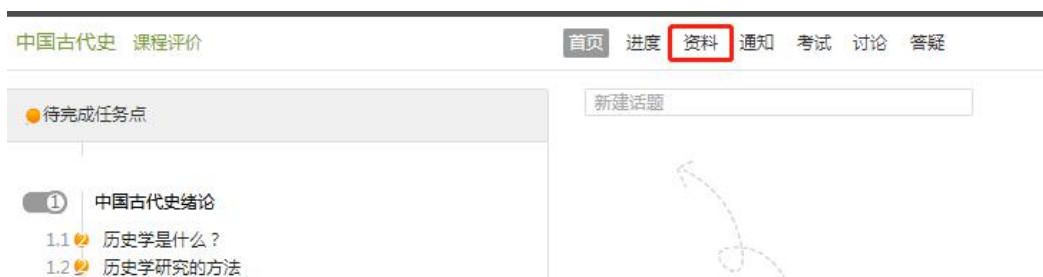 中国古代史 课程评价
首页 进度 资料 通知 考试 讨论 答疑
待完成任务点
新建话题
1 中国古代史绪论
1.1 2 历史学是什么？
1.2 2 历史学研究的方法